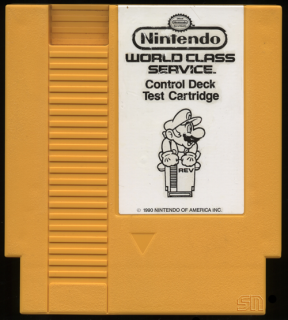 Nintendo
WORLD CLASS
SERVICE
Control Deck
Test Cartridge
REV
© 1990 NINTENDO OF AMERICA INC.